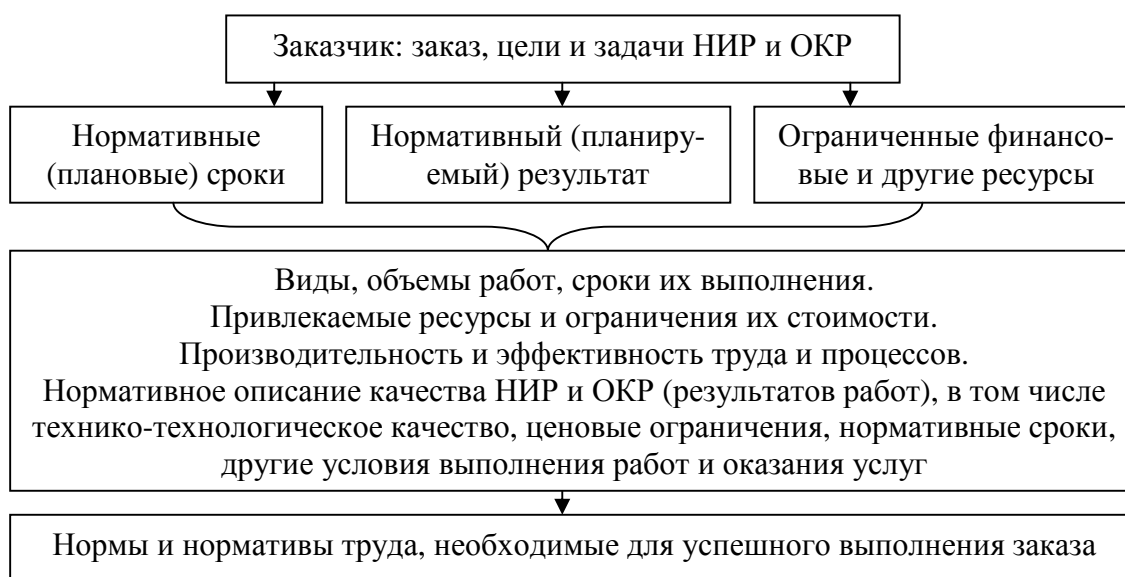 Заказчик: заказ, цели и задачи НИР и ОКР
Нормативные
(плановые) сроки
Нормативный (планиру-
емый) результат
Ограниченные финансо-
вые и другие ресурсы
Виды, объемы работ, сроки их выполнения.
Привлекаемые ресурсы и ограничения их стоимости.
Производительность и эффективность труда и процессов.
Нормативное описание качества НИР и ОКР (результатов работ), в том числе
технико-технологическое качество, ценовые ограничения, нормативные сроки,
другие условия выполнения работ и оказания услуг
Нормы и нормативы труда, необходимые для успешного выполнения заказа